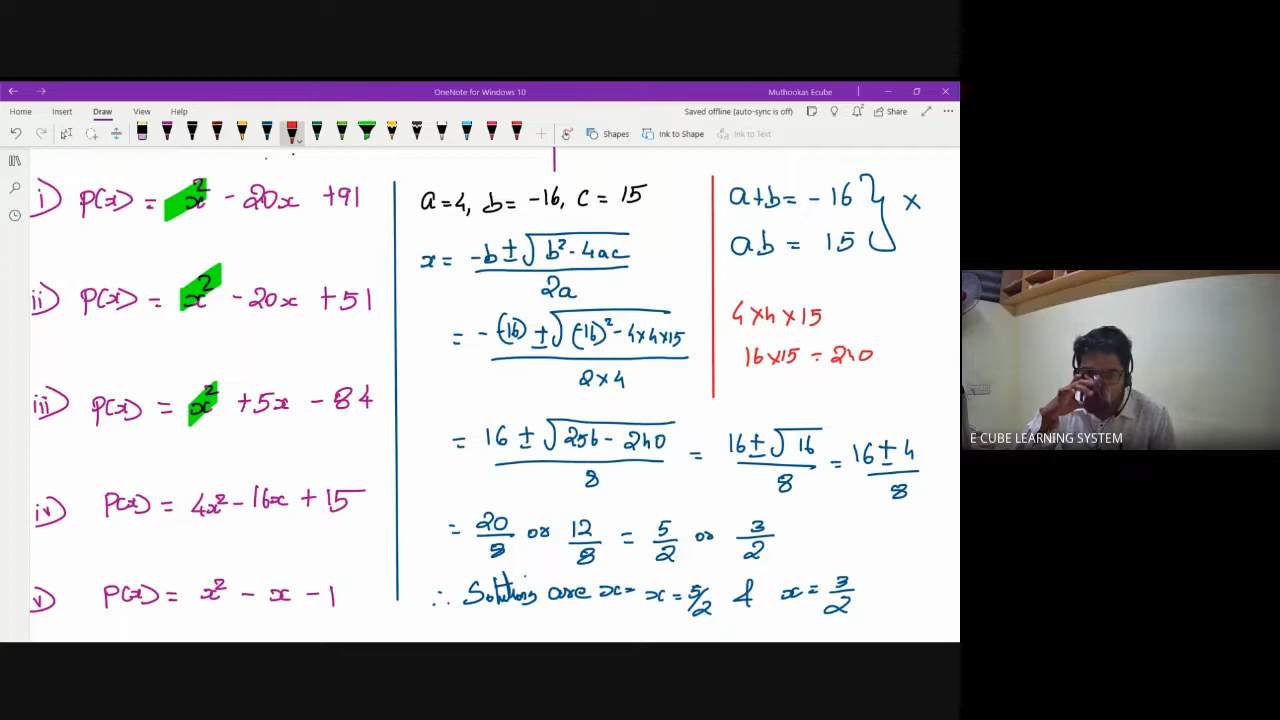 OneNote for Windows 10
Muthookas Ecube
Home Insert Draw View Help
Saved offline (auto-sync is off)
Share
Shapes
Ink to Shape
Ink to Text
i) P(x) = x² - 20x + 91
ii) P(x) = x² - 20x + 51
iii) P(x) = x² + 5x - 84
iv) P(x) = 4x² - 16x + 15
v) P(x) = x² - x - 1
a = 4, b = -16, c = 15
x = (-b ± √(b² - 4ac)) / 2a
= (-(-16) ± √((-16)² - 4×4×15)) / (2×4)
= (16 ± √(256 - 240)) / 8 = (16 ± √16) / 8 = (16 ± 4) / 8
= 20/8 or 12/8 = 5/2 or 3/2
∴ Solutions are x = x = 5/2 & x = 3/2
a+b = -16 } ×
ab = 15
4×4×15
16×15 = 240
E CUBE LEARNING SYSTEM